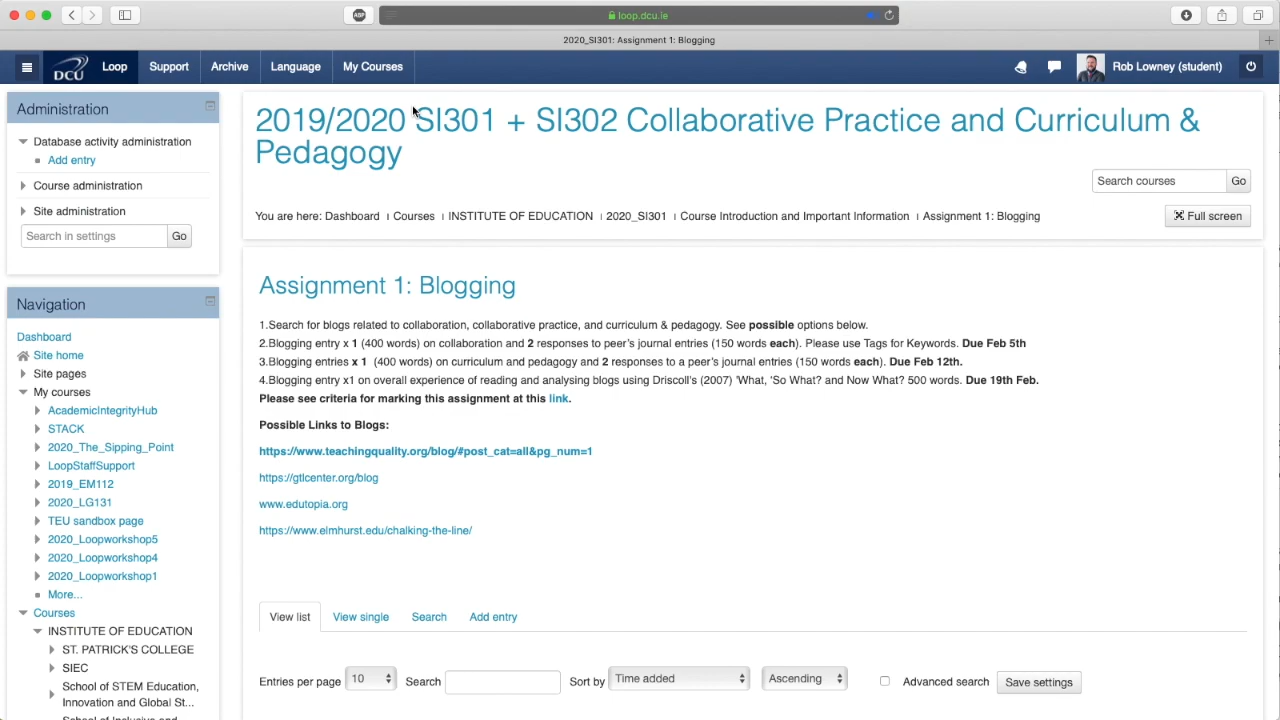 loop.dcu.ie
2020_SI301: Assignment 1: Blogging
DCU
Loop
Support
Archive
Language
My Courses
Rob Lowney (student)
Administration
Database activity administration
Add entry
Course administration
Site administration
Search in settings
Go
Navigation
Dashboard
Site home
Site pages
My courses
AcademicIntegrityHub
STACK
2020_The_Sipping_Point
LoopStaffSupport
2019_EM112
2020_LG131
TEU sandbox page
2020_Loopworkshop5
2020_Loopworkshop4
2020_Loopworkshop1
More...
Courses
INSTITUTE OF EDUCATION
ST. PATRICK'S COLLEGE
SIEC
School of STEM Education,
Innovation and Global St...
School of Inclusive and
2019/2020 SI301 + SI302 Collaborative Practice and Curriculum &
Pedagogy
Search courses
Go
You are here: Dashboard Courses INSTITUTE OF EDUCATION 2020_SI301 Course Introduction and Important Information Assignment 1: Blogging
Full screen
Assignment 1: Blogging
1.Search for blogs related to collaboration, collaborative practice, and curriculum & pedagogy. See possible options below.
2.Blogging entry x 1 (400 words) on collaboration and 2 responses to peer's journal entries (150 words each). Please use Tags for Keywords. Due Feb 5th
3.Blogging entries x 1 (400 words) on curriculum and pedagogy and 2 responses to a peer's journal entries (150 words each). Due Feb 12th.
4.Blogging entry x1 on overall experience of reading and analysing blogs using Driscoll's (2007) 'What, 'So What? and Now What? 500 words. Due 19th Feb.
Please see criteria for marking this assignment at this link.
Possible Links to Blogs:
https://www.teachingquality.org/blog/#post_cat=all&pg_num=1
https://gtlcenter.org/blog
www.edutopia.org
https://www.elmhurst.edu/chalking-the-line/
View list
View single
Search
Add entry
Entries per page 10 Search Sort by Time added Ascending Advanced search Save settings